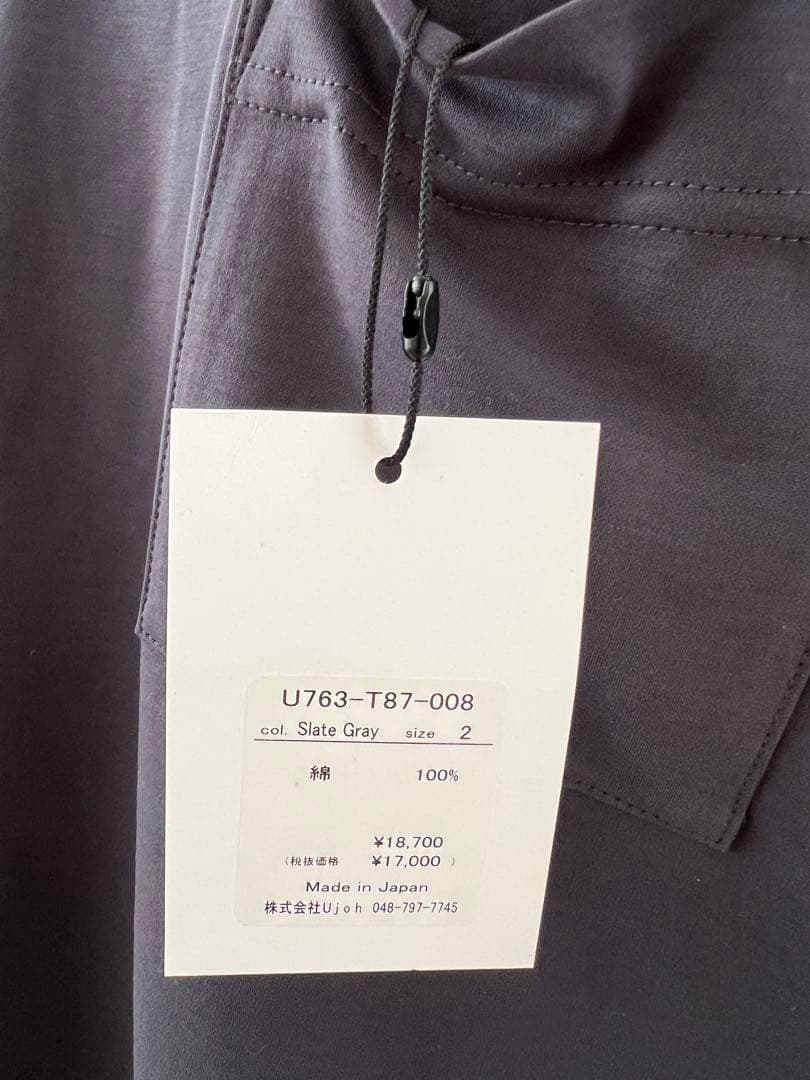 U763-T87-008
col. Slate Gray size 2
綿 100%
¥18,700
(税抜価格 ¥17,000 )
Made in Japan
株式会社Ujoh 048-797-7745